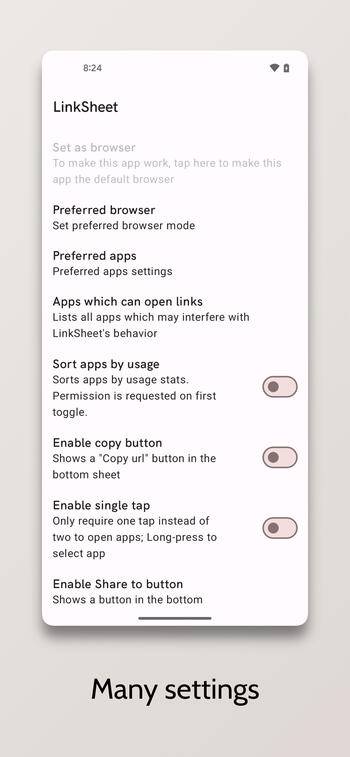 8:24
LinkSheet
Set as browser
To make this app work, tap here to make this
app the default browser
Preferred browser
Set preferred browser mode
Preferred apps
Preferred apps settings
Apps which can open links
Lists all apps which may interfere with
LinkSheet's behavior
Sort apps by usage
Sorts apps by usage stats.
Permission is requested on first
toggle.
Enable copy button
Shows a "Copy url" button in the
bottom sheet
Enable single tap
Only require one tap instead of
two to open apps; Long-press to
select app
Enable Share to button
Shows a button in the bottom
Many settings